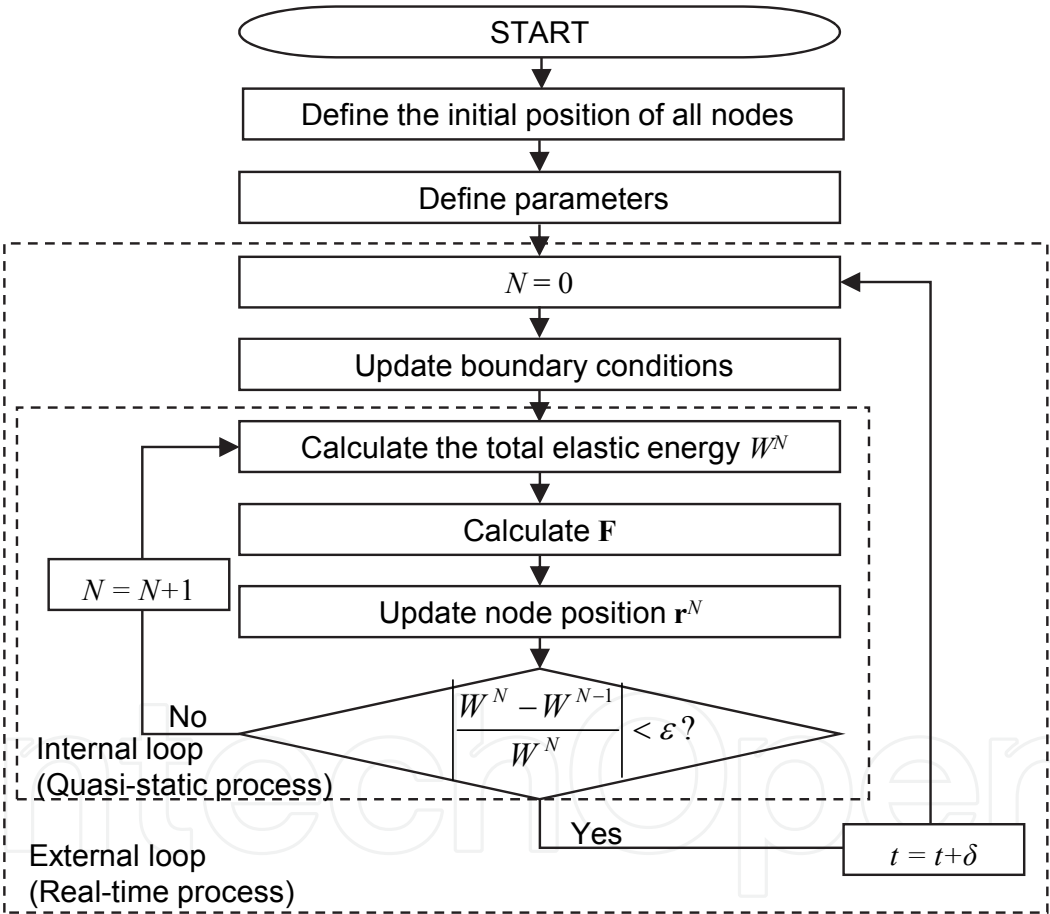 START
Define the initial position of all nodes
Define parameters
N = 0
Update boundary conditions
Calculate the total elastic energy W^N
Calculate F
N = N+1
Update node position r^N
|(W^N − W^{N−1}) / W^N| < ε ?
No
Internal loop
(Quasi-static process)
Yes
t = t+δ
External loop
(Real-time process)
IntechOpen